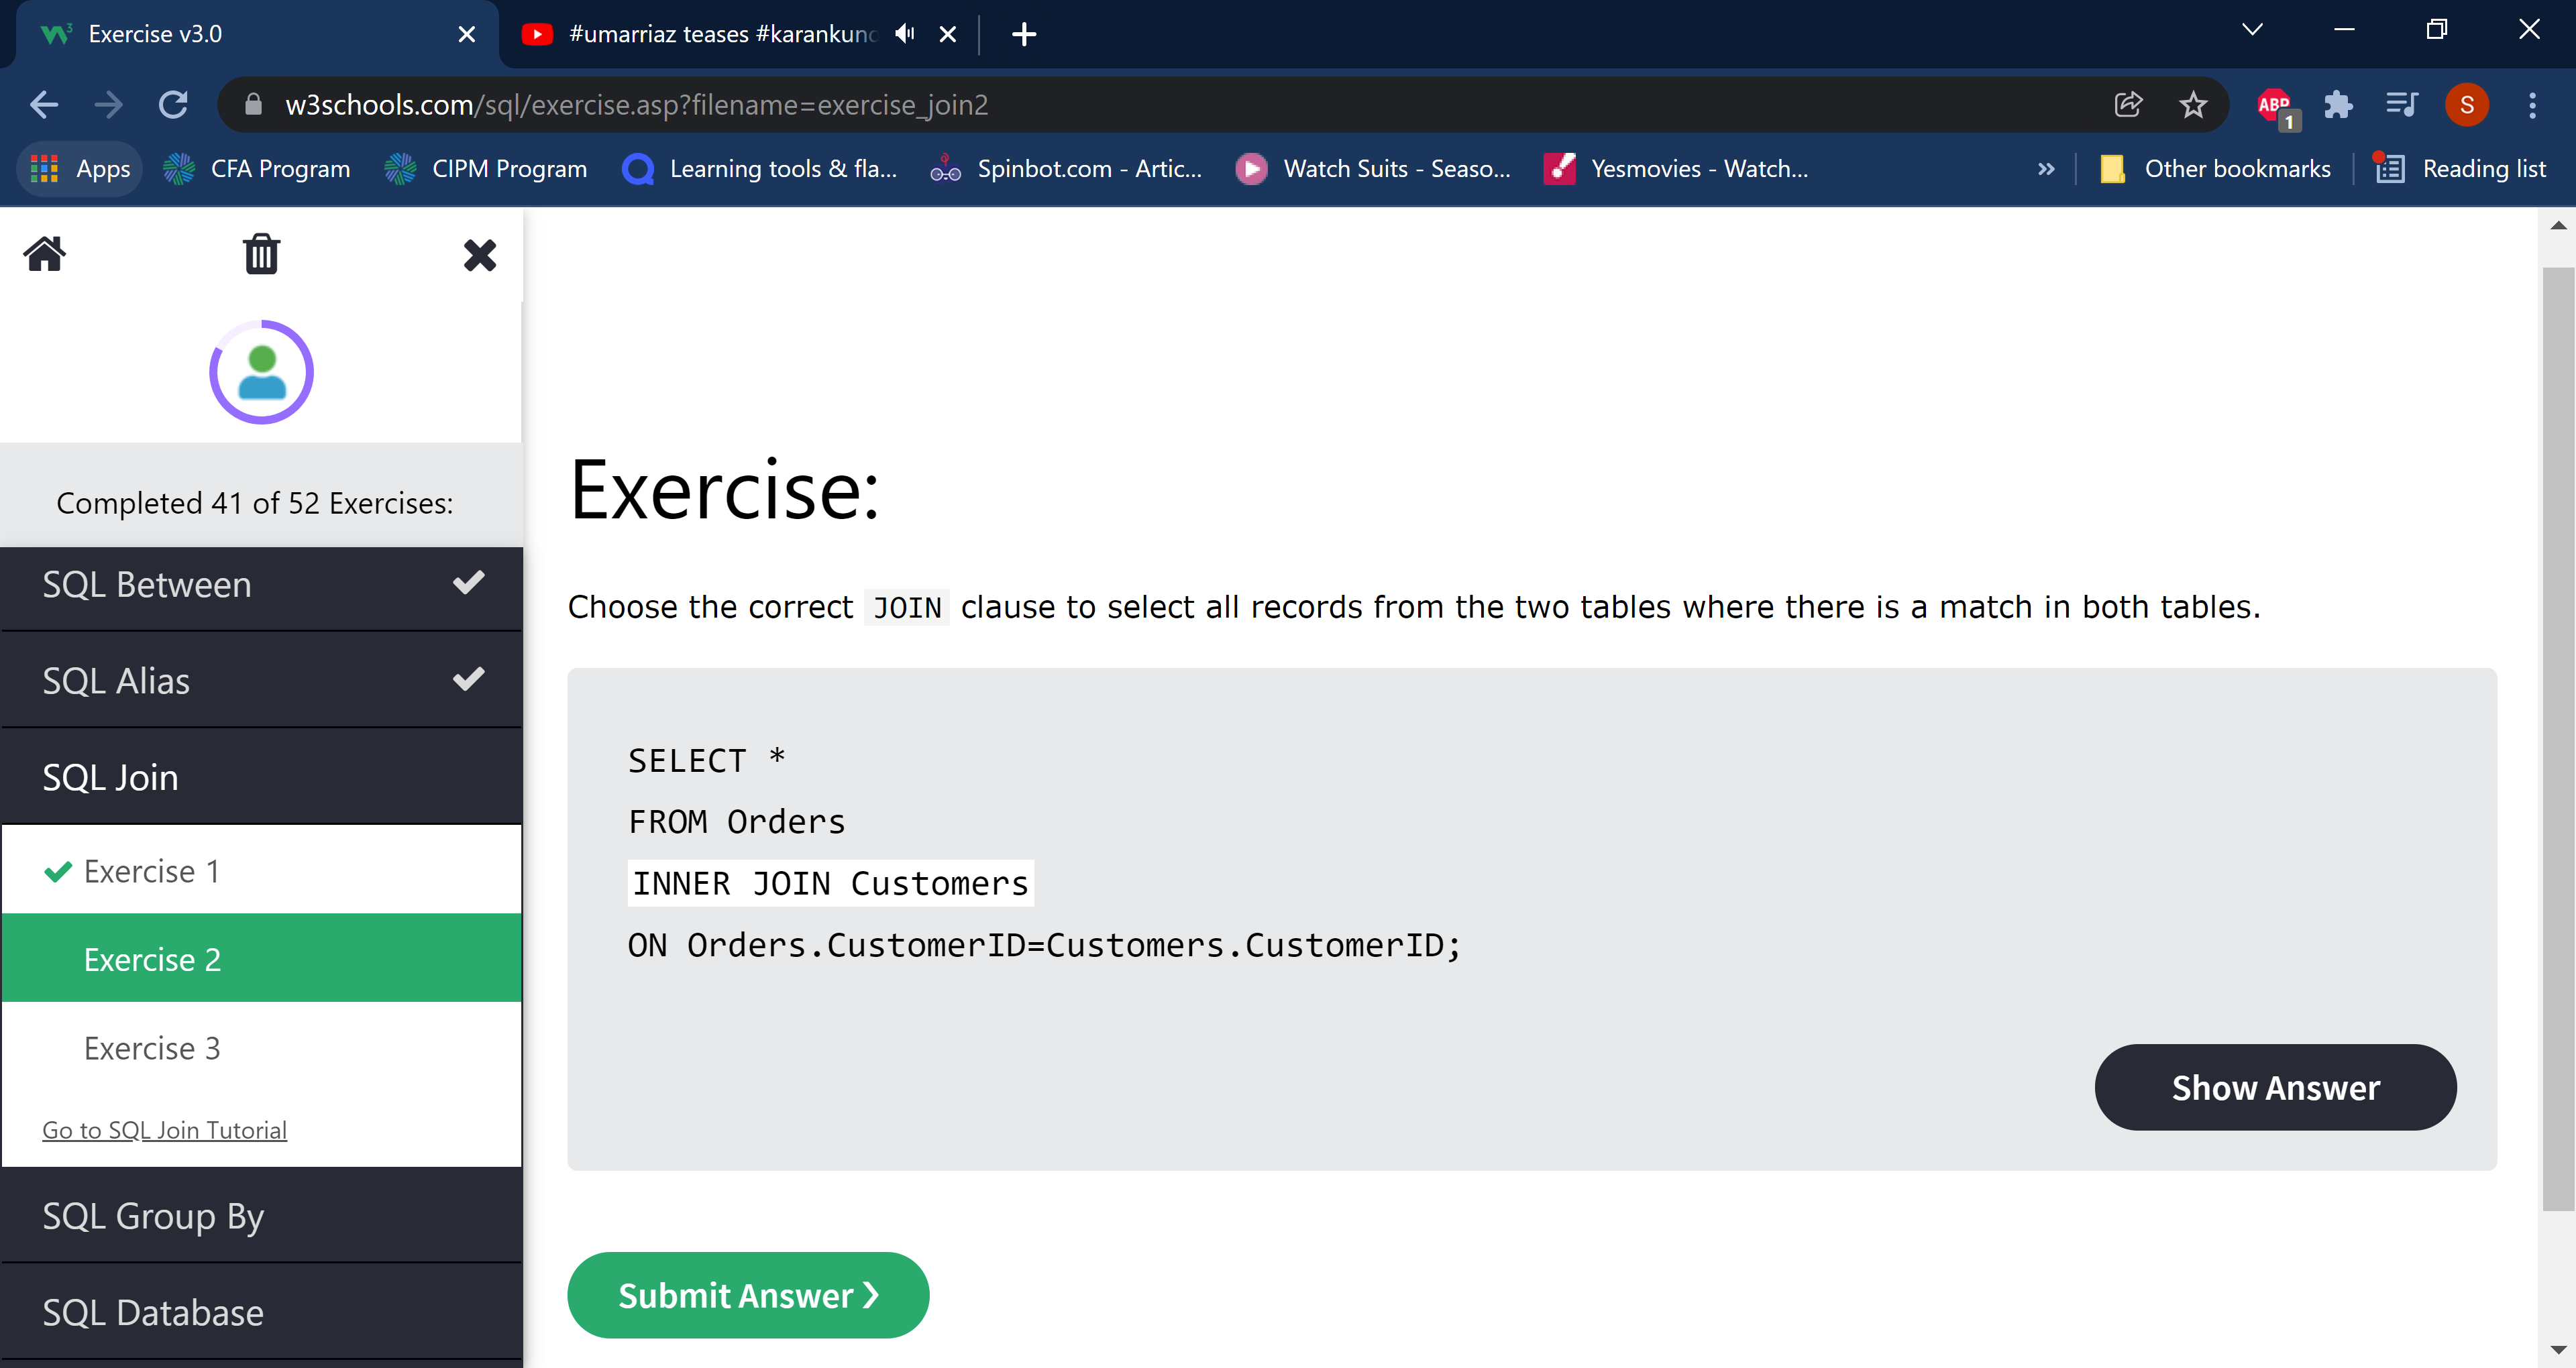 Exercise v3.0
#umarriaz teases #karankun
w3schools.com/sql/exercise.asp?filename=exercise_join2
ABP
1
S
Apps
CFA Program
CIPM Program
Learning tools & fla...
Spinbot.com - Artic...
Watch Suits - Seaso...
Yesmovies - Watch...
»
Other bookmarks
Reading list
Completed 41 of 52 Exercises:
SQL Between
SQL Alias
SQL Join
Exercise 1
Exercise 2
Exercise 3
Go to SQL Join Tutorial
SQL Group By
SQL Database
Exercise:
Choose the correct JOIN clause to select all records from the two tables where there is a match in both tables.
SELECT *
FROM Orders
INNER JOIN Customers
ON Orders.CustomerID=Customers.CustomerID;
Show Answer
Submit Answer ❯